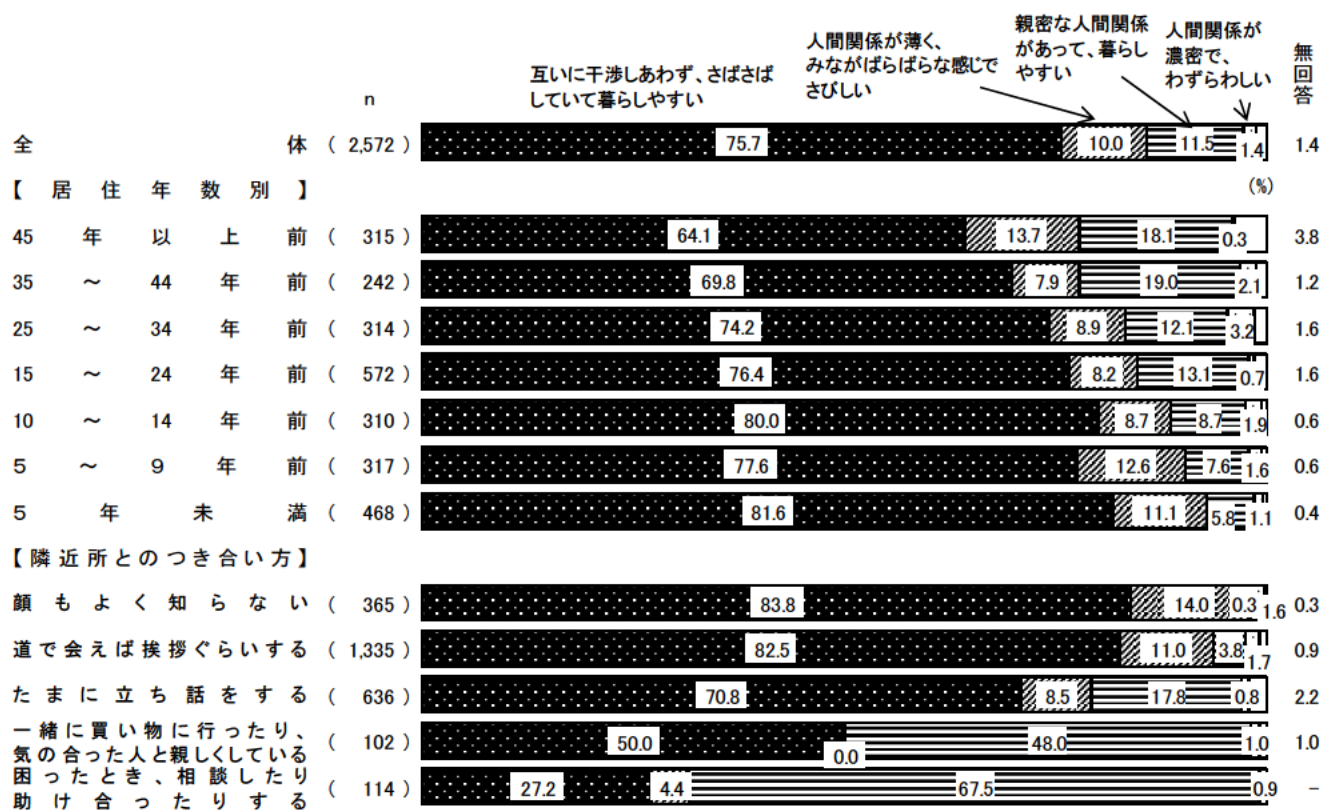 互いに干渉しあわず、さばさば
していて暮らしやすい
人間関係が薄く、
みながばらばらな感じで
さびしい
親密な人間関係
があって、暮らし
やすい
人間関係が
濃密で、
わずらわしい
無回答
n
全体 ( 2,572 ) 75.7 10.0 11.5 1.4 1.4
【居住年数別】 (%)
45年以上前 ( 315 ) 64.1 13.7 18.1 0.3 3.8
35～44年前 ( 242 ) 69.8 7.9 19.0 2.1 1.2
25～34年前 ( 314 ) 74.2 8.9 12.1 3.2 1.6
15～24年前 ( 572 ) 76.4 8.2 13.1 0.7 1.6
10～14年前 ( 310 ) 80.0 8.7 8.7 1.9 0.6
5～9年前 ( 317 ) 77.6 12.6 7.6 1.6 0.6
5年未満 ( 468 ) 81.6 11.1 5.8 1.1 0.4
【隣近所とのつき合い方】
顔もよく知らない ( 365 ) 83.8 14.0 0.3 1.6 0.3
道で会えば挨拶ぐらいする ( 1,335 ) 82.5 11.0 3.8 1.7 0.9
たまに立ち話をする ( 636 ) 70.8 8.5 17.8 0.8 2.2
一緒に買い物に行ったり、
気の合った人と親しくしている ( 102 ) 50.0 0.0 48.0 1.0 1.0
困ったとき、相談したり
助け合ったりする ( 114 ) 27.2 4.4 67.5 0.9 －